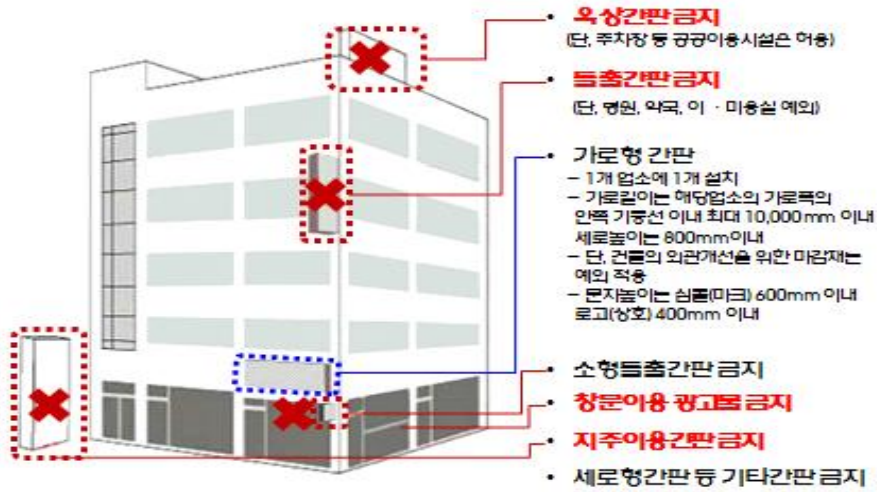 • 옥상간판금지
(단, 주차장 등 공공이용시설은 허용)
• 돌출간판금지
(단, 병원, 약국, 이 · 미용실 예외)
• 가로형 간판
- 1개 업소에 1개 설치
- 가로길이는 해당업소의 가로폭의
안쪽 기둥선 이내 최대 10,000mm 이내
세로높이는 800mm이내
- 단, 건물의 외관개선을 위한 마감재는
예외 적용
- 문자높이는 심볼(마크) 600mm 이내
로고(상호) 400mm 이내
• 소형돌출간판 금지
• 창문이용 광고물 금지
• 지주이용간판 금지
• 세로형간판 등 기타간판 금지